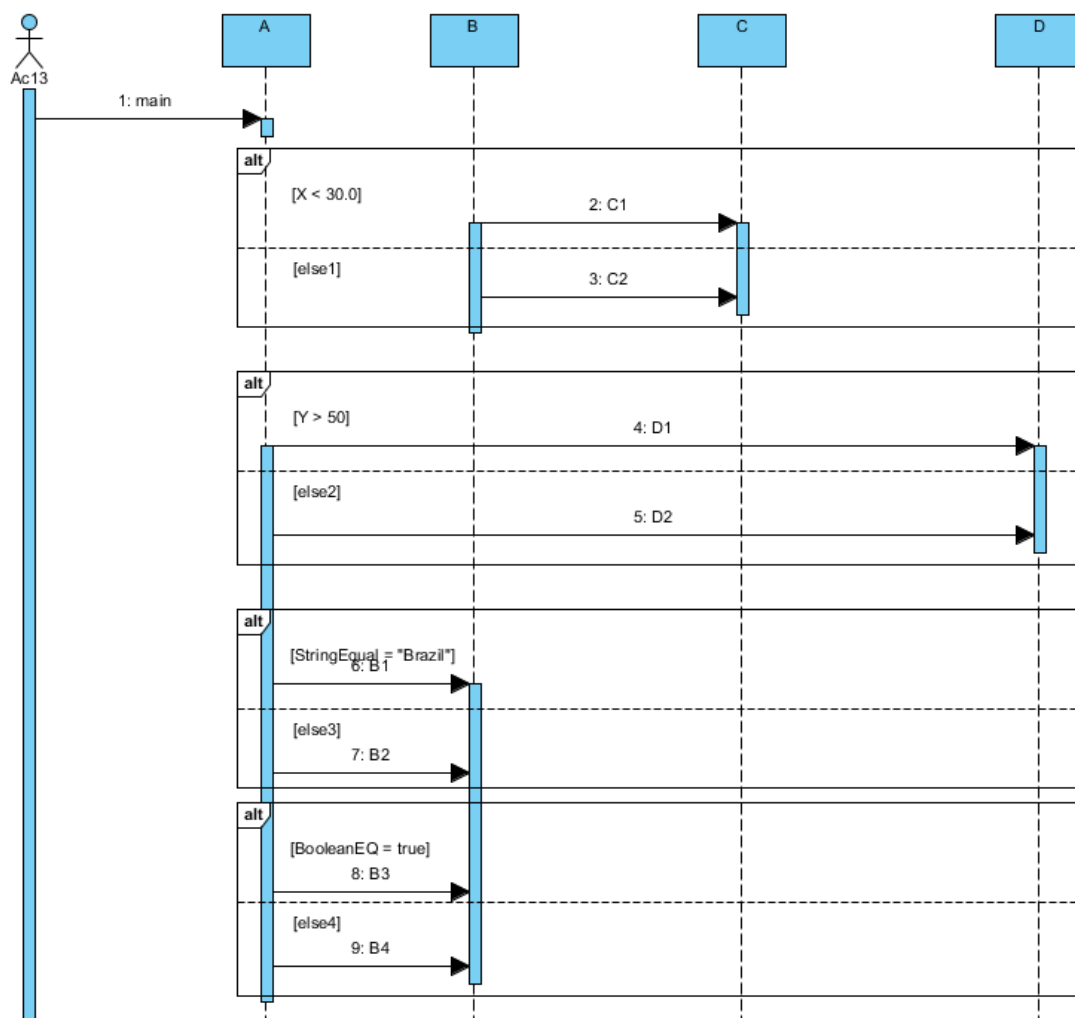 A
B
C
D
Ac13
1: main
alt
[X < 30.0]
2: C1
[else1]
3: C2
alt
[Y > 50]
4: D1
[else2]
5: D2
alt
[StringEqual = "Brazil"]
6: B1
[else3]
7: B2
alt
[BooleanEQ = true]
8: B3
[else4]
9: B4